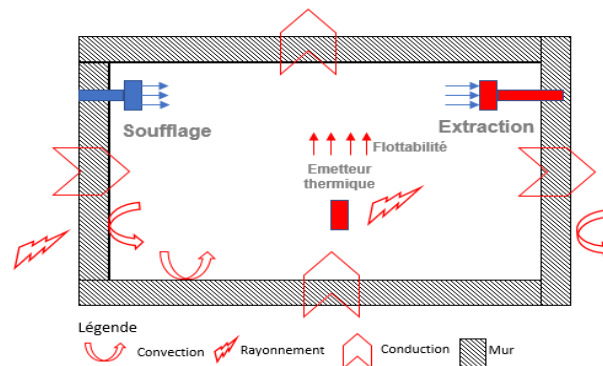 Soufflage
Extraction
Flottabilité
Emetteur
thermique
Légende
Convection
Rayonnement
Conduction
Mur